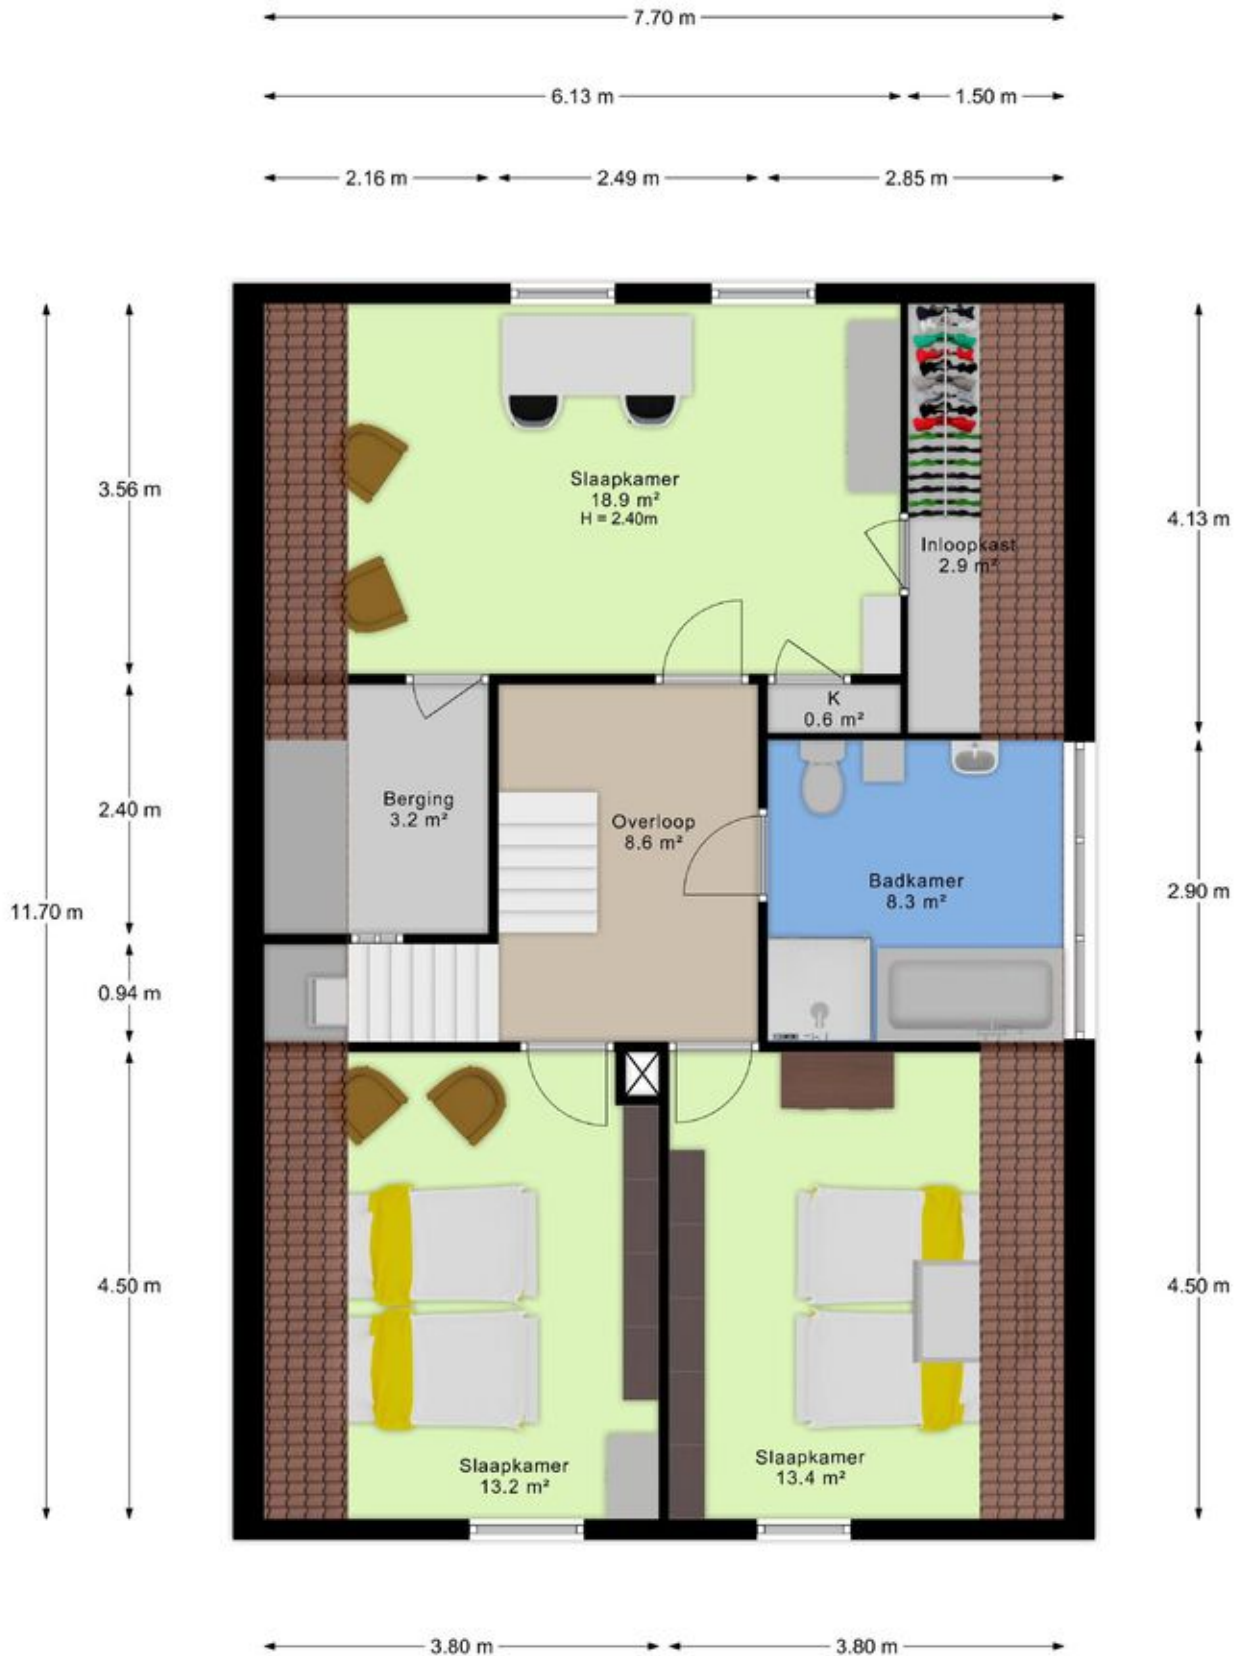 7.70 m
6.13 m
1.50 m
2.16 m
2.49 m
2.85 m
Slaapkamer
18.9 m²
H = 2.40m
3.56 m
4.13 m
Inloopkast
2.9 m²
K
0.6 m²
Berging
3.2 m²
2.40 m
Overloop
8.6 m²
Badkamer
8.3 m²
2.90 m
11.70 m
0.94 m
4.50 m
4.50 m
Slaapkamer
13.2 m²
Slaapkamer
13.4 m²
3.80 m
3.80 m